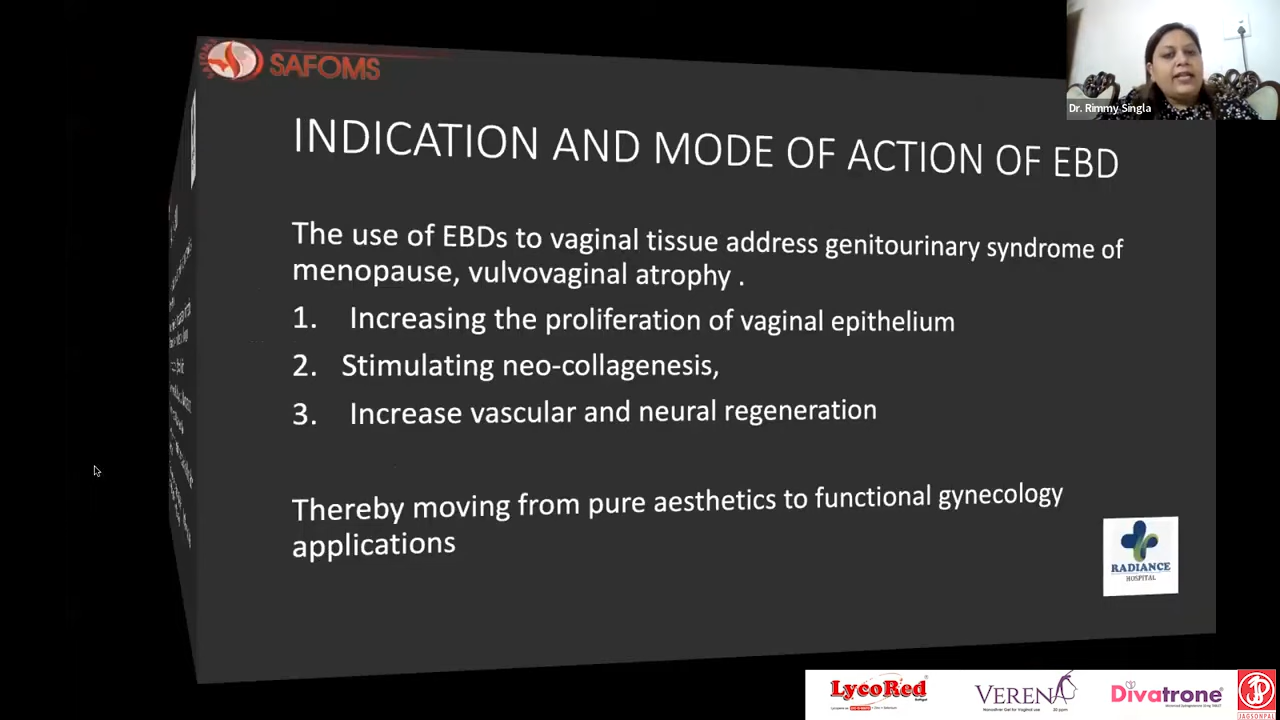 SAFOMS
Dr. Rimmy Singla
INDICATION AND MODE OF ACTION OF EBD
The use of EBDs to vaginal tissue address genitourinary syndrome of
menopause, vulvovaginal atrophy .
1. Increasing the proliferation of vaginal epithelium
2. Stimulating neo-collagenesis,
3. Increase vascular and neural regeneration
Thereby moving from pure aesthetics to functional gynecology
applications
RADIANCE
HOSPITAL
LycoRed
VERENA
Divatrone
JAGSONPAL